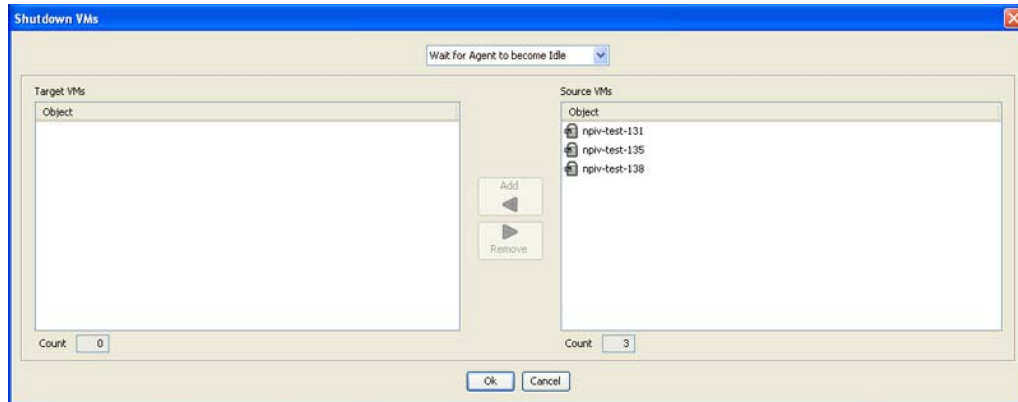 Shutdown VMs
Wait for Agent to become Idle
Target VMs
Object
Count 0
Add
Remove
Source VMs
Object
npiv-test-131
npiv-test-135
npiv-test-138
Count 3
Ok Cancel